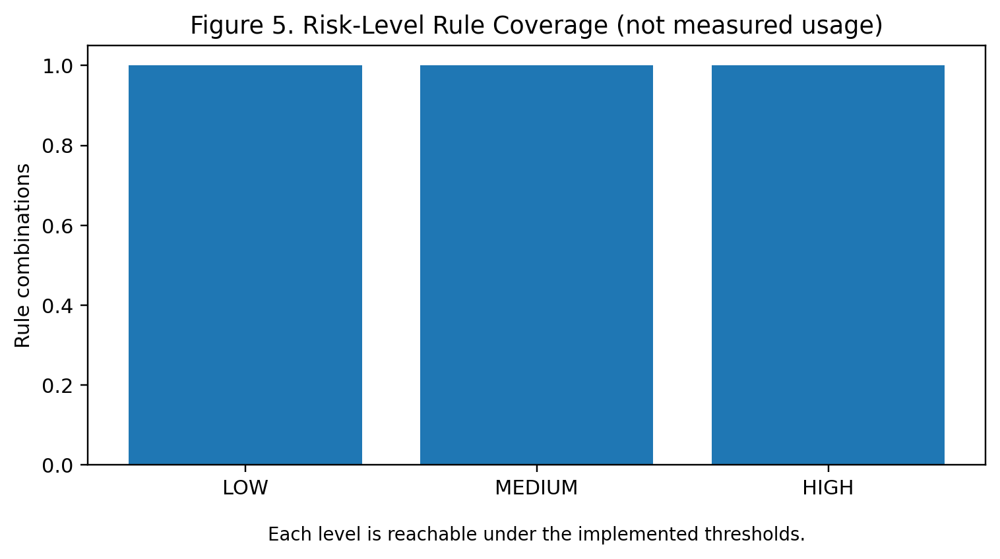 Figure 5. Risk-Level Rule Coverage (not measured usage)
Rule combinations
1.0
0.8
0.6
0.4
0.2
0.0
LOW MEDIUM HIGH
Each level is reachable under the implemented thresholds.